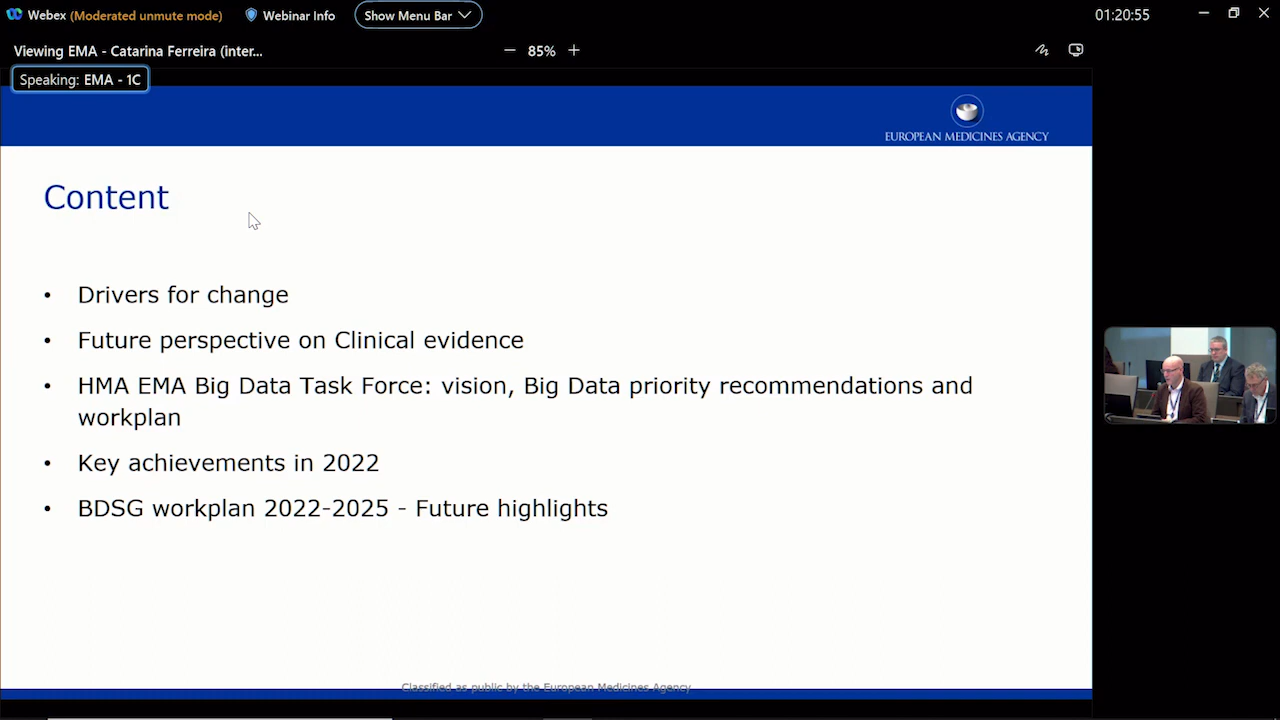 Webex (Moderated unmute mode) Webinar Info Show Menu Bar 01:20:55
Viewing EMA - Catarina Ferreira (inter... 85%
Speaking: EMA - 1C
EUROPEAN MEDICINES AGENCY
Content
• Drivers for change
• Future perspective on Clinical evidence
• HMA EMA Big Data Task Force: vision, Big Data priority recommendations and
workplan
• Key achievements in 2022
• BDSG workplan 2022-2025 - Future highlights
Classified as public by the European Medicines Agency